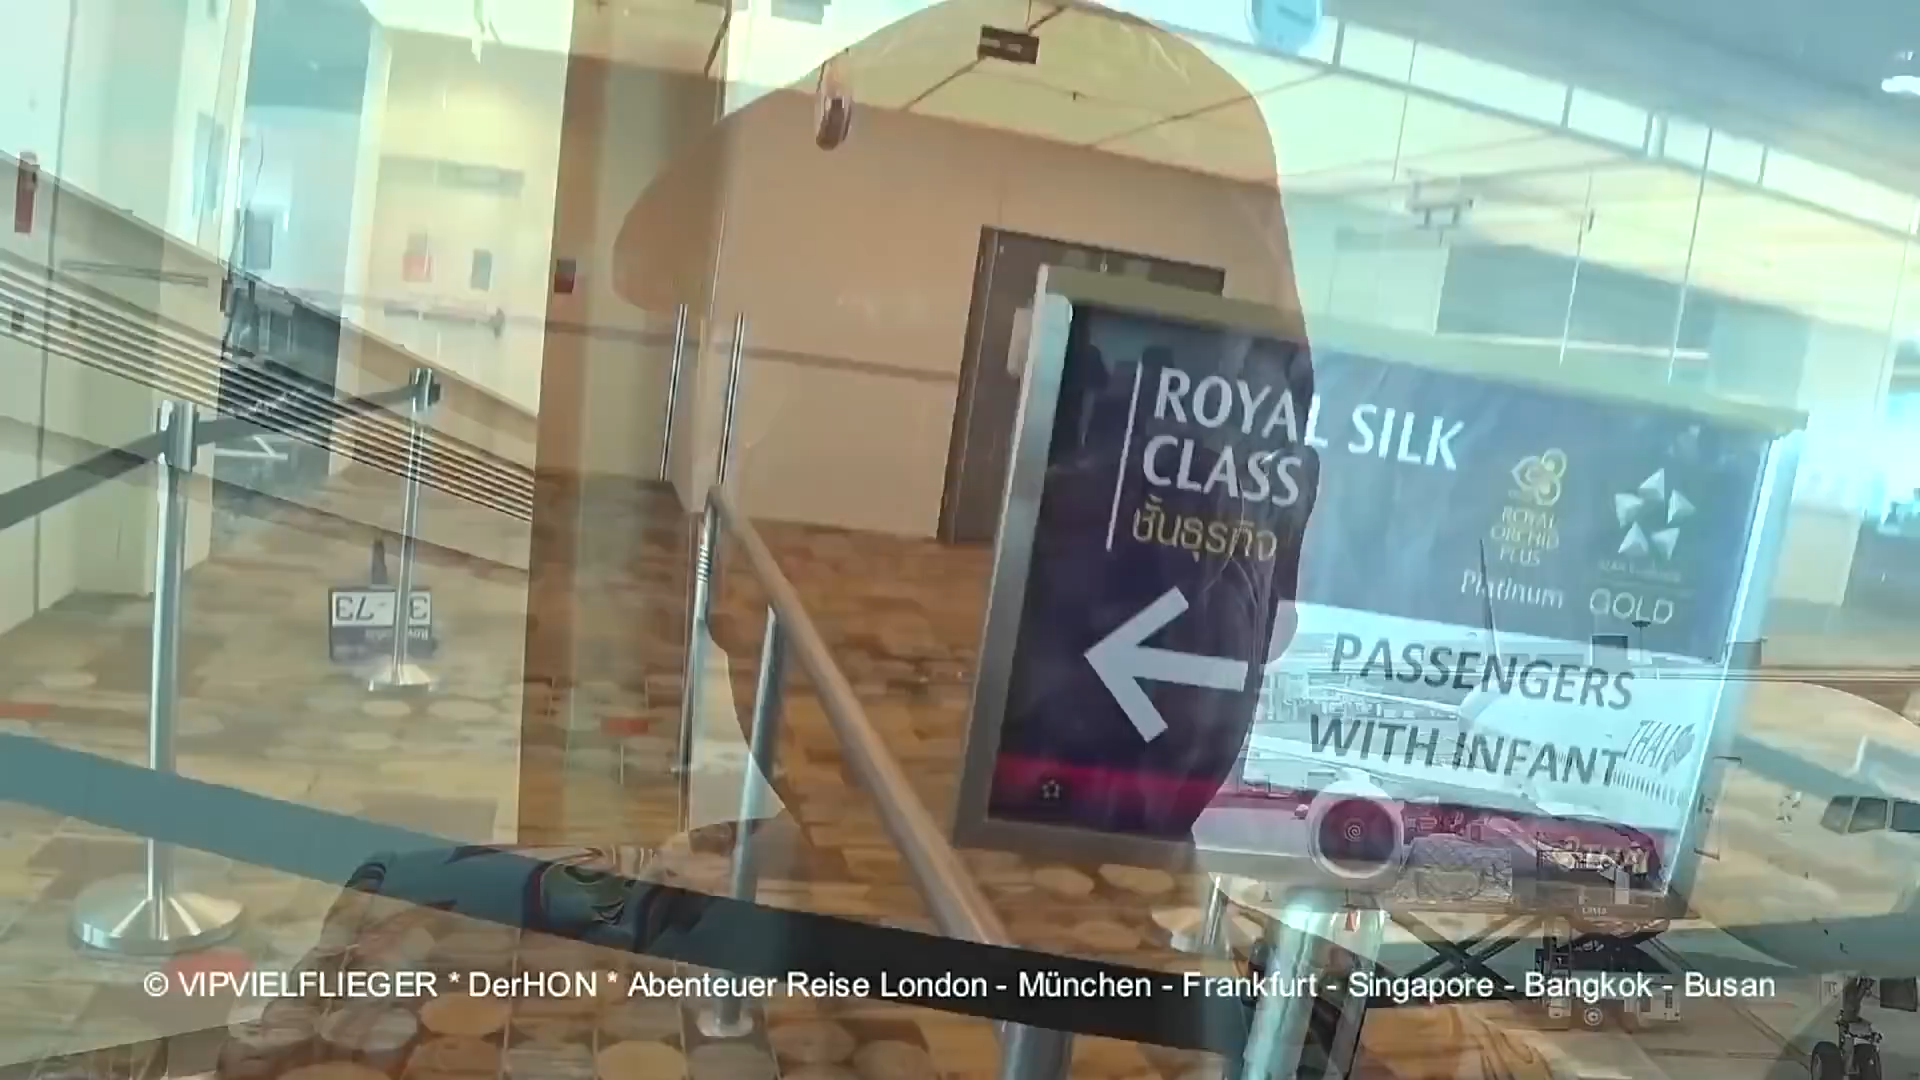 ROYAL SILK
CLASS
ชั้นธุรกิจ
ROYAL
ORCHID
PLUS
Platinum
GOLD
PASSENGERS
WITH INFANT
THAI
© VIPVIELFLIEGER * DerHON * Abenteuer Reise London - München - Frankfurt - Singapore - Bangkok - Busan